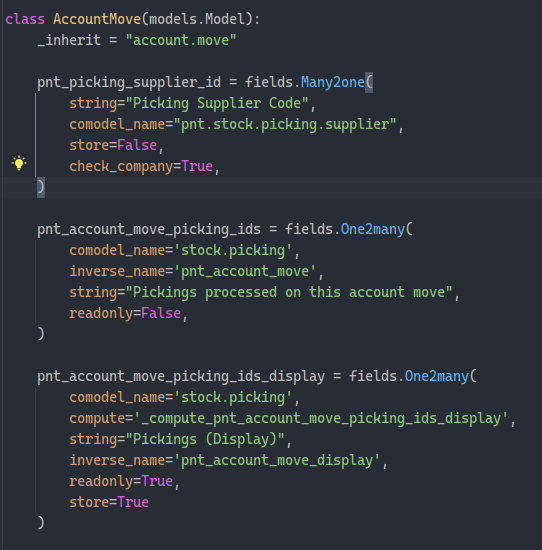 class AccountMove(models.Model):
    _inherit = "account.move"

    pnt_picking_supplier_id = fields.Many2one(
        string="Picking Supplier Code",
        comodel_name="pnt.stock.picking.supplier",
        store=False,
        check_company=True,
    )

    pnt_account_move_picking_ids = fields.One2many(
        comodel_name='stock.picking',
        inverse_name='pnt_account_move',
        string="Pickings processed on this account move",
        readonly=False,
    )

    pnt_account_move_picking_ids_display = fields.One2many(
        comodel_name='stock.picking',
        compute='_compute_pnt_account_move_picking_ids_display',
        string="Pickings (Display)",
        inverse_name='pnt_account_move_display',
        readonly=True,
        store=True
    )